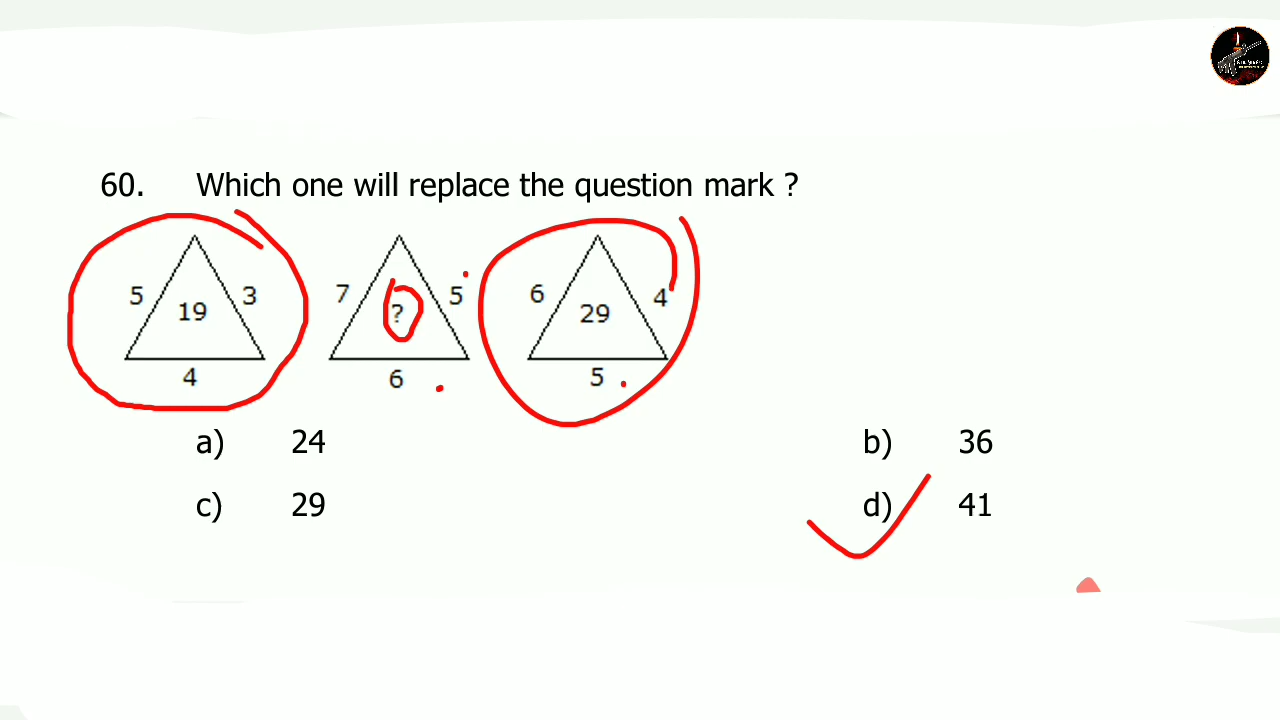 60. Which one will replace the question mark ?
5 19 3 7 ? 5 6 29 4
4 6 5
a) 24 b) 36
c) 29 d) 41